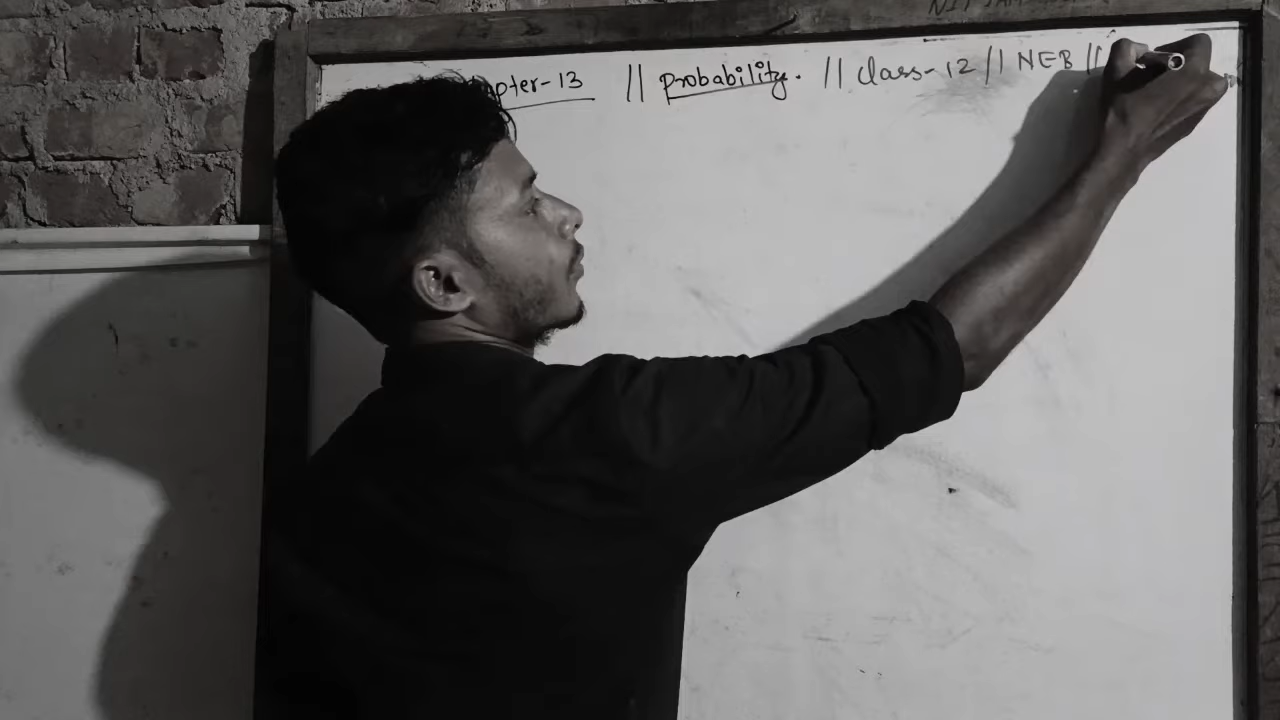 pter-13 || probability. || class-12 || NEB ||